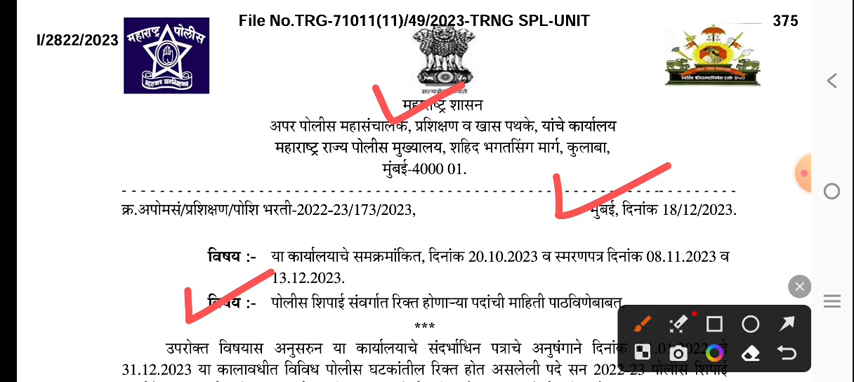 File No.TRG-71011(11)/49/2023-TRNG SPL-UNIT
375
I/2822/2023
महाराष्ट्र पोलीस
महाराष्ट्र शासन
अपर पोलीस महासंचालक, प्रशिक्षण व खास पथके, यांचे कार्यालय
महाराष्ट्र राज्य पोलीस मुख्यालय, शहिद भगतसिंग मार्ग, कुलाबा,
मुंबई-4000 01.
क्र.अपोमसं/प्रशिक्षण/पोशि भरती-2022-23/173/2023, मुंबई, दिनांक 18/12/2023.
विषय :- या कार्यालयाचे समक्रमांकित, दिनांक 20.10.2023 व स्मरणपत्र दिनांक 08.11.2023 व
13.12.2023.
विषय :- पोलीस शिपाई संवर्गात रिक्त होणाऱ्या पदांची माहिती पाठविणेबाबत
***
उपरोक्त विषयास अनुसरुन या कार्यालयाचे संदर्भाधिन पत्राचे अनुषंगाने दिनांक
31.12.2023 या कालावधीत विविध पोलीस घटकांतील रिक्त होत असलेली पदे सन 2022-23 पोलीस शिपाई